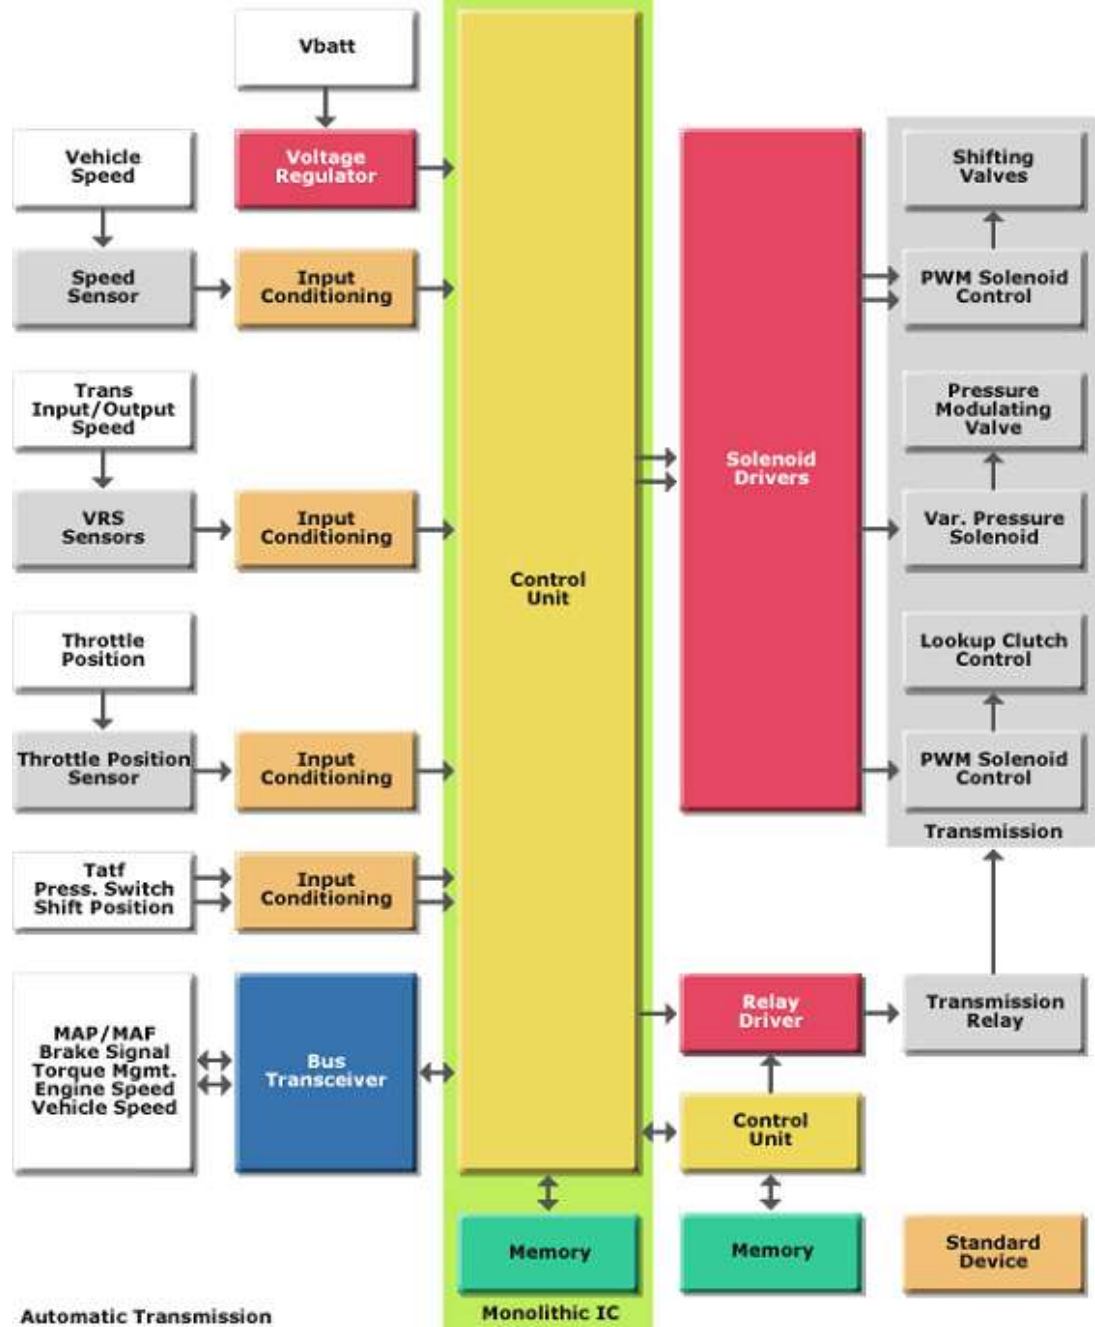 Vbatt
Vehicle
Speed
Voltage
Regulator
Shifting
Valves
Speed
Sensor
Input
Conditioning
PWM Solenoid
Control
Trans
Input/Output
Speed
Pressure
Modulating
Valve
Solenoid
Drivers
VRS
Sensors
Input
Conditioning
Var. Pressure
Solenoid
Control
Unit
Throttle
Position
Lookup Clutch
Control
Throttle Position
Sensor
Input
Conditioning
PWM Solenoid
Control
Transmission
Tatf
Press. Switch
Shift Position
Input
Conditioning
Relay
Driver
Transmission
Relay
MAP/MAF
Brake Signal
Torque Mgmt.
Engine Speed
Vehicle Speed
Bus
Transceiver
Control
Unit
Memory
Memory
Standard
Device
Automatic Transmission
Monolithic IC